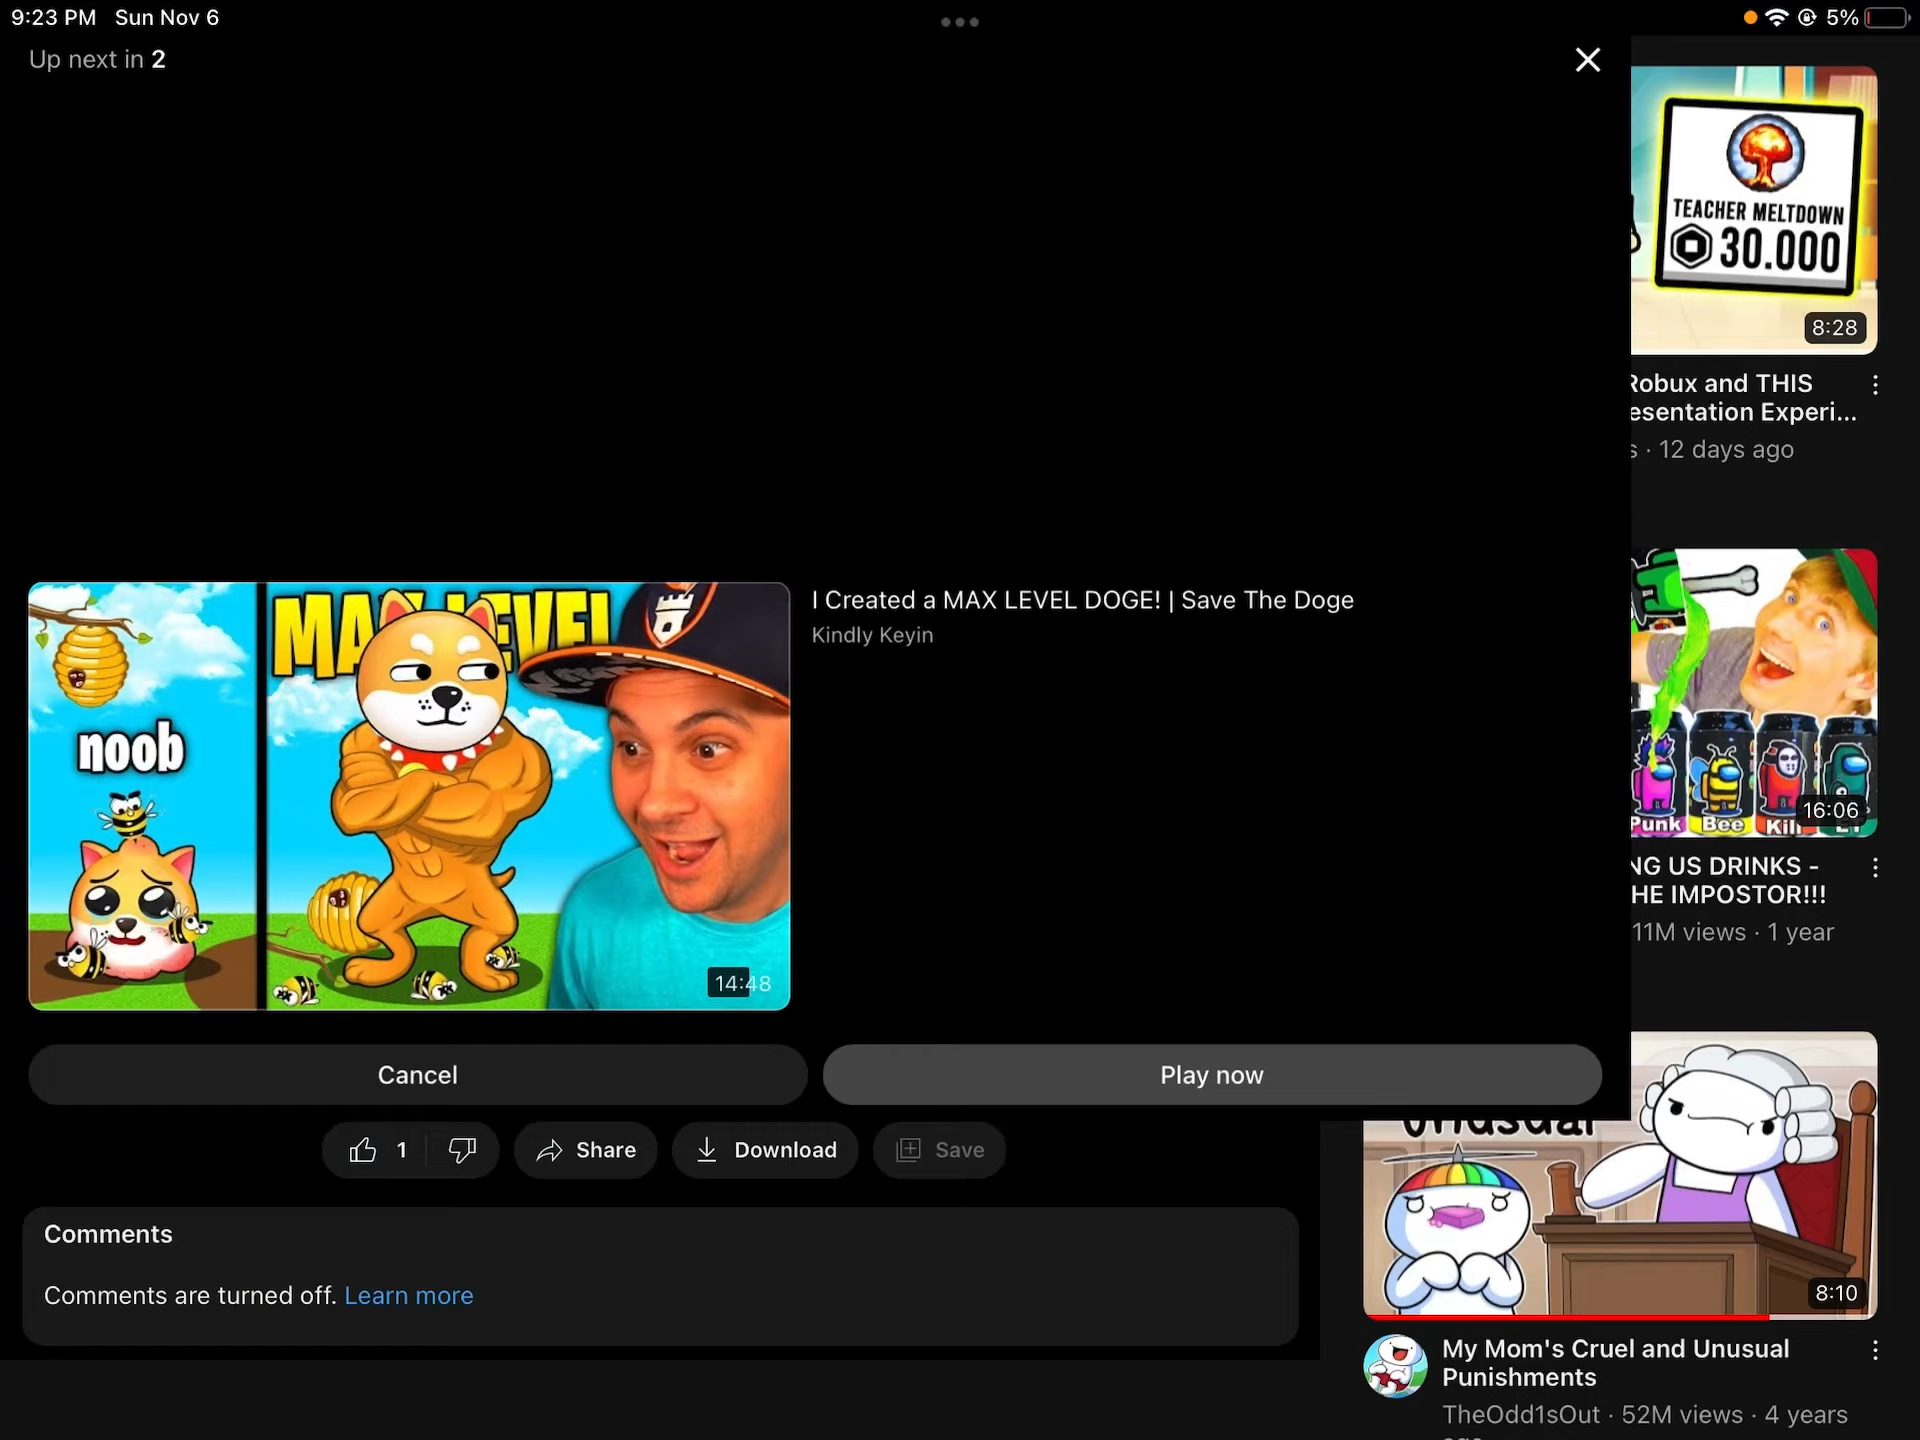 9:23 PM Sun Nov 6
5%
Up next in 2
TEACHER MELTDOWN
30.000
8:28
Robux and THIS
esentation Experi...
s · 12 days ago
MAX LEVEL
noob
14:48
I Created a MAX LEVEL DOGE! | Save The Doge
Kindly Keyin
Punk
Bee
Kill
16:06
NG US DRINKS -
HE IMPOSTOR!!!
11M views · 1 year
Cancel
Play now
1
Share
Download
Save
Comments
Comments are turned off. Learn more
unusual
8:10
My Mom's Cruel and Unusual
Punishments
TheOdd1sOut · 52M views · 4 years